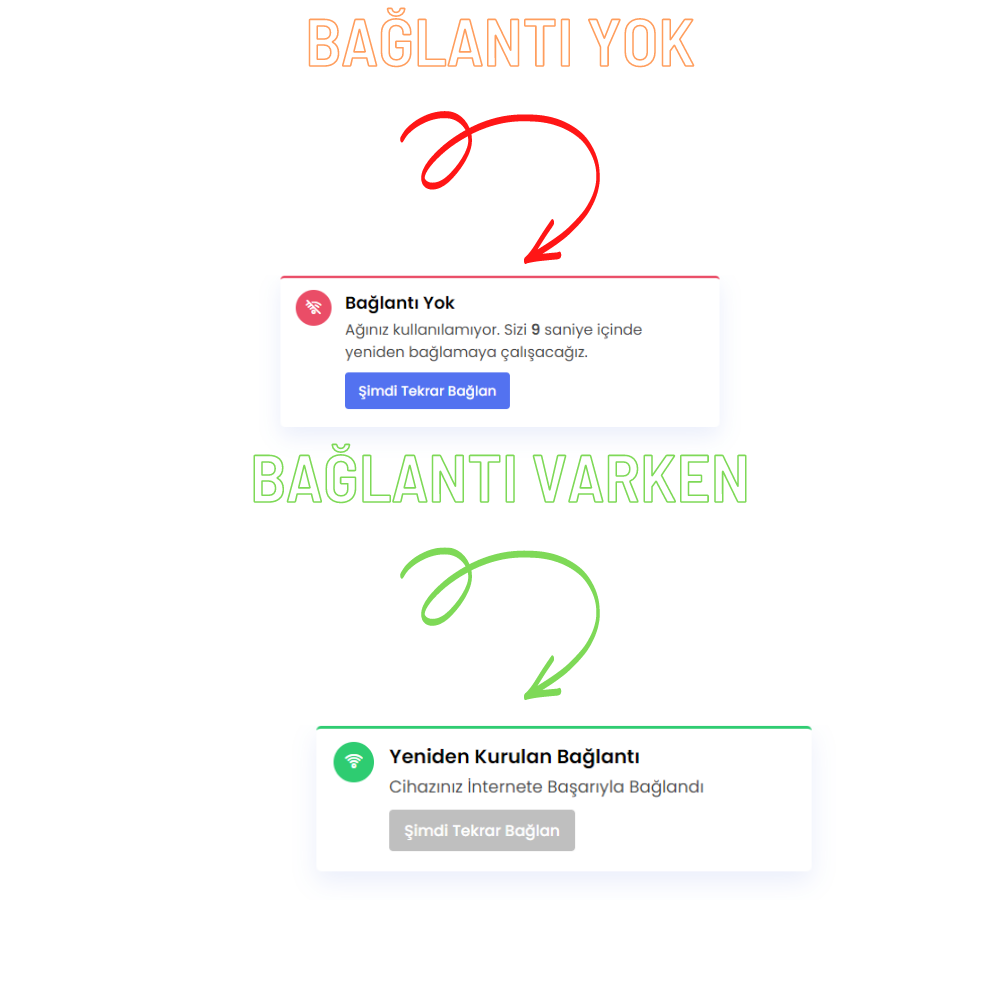 BAĞLANTI YOK
Bağlantı Yok
Ağınız kullanılamıyor. Sizi 9 saniye içinde
yeniden bağlamaya çalışacağız.
Şimdi Tekrar Bağlan
BAĞLANTI VARKEN
Yeniden Kurulan Bağlantı
Cihazınız İnternete Başarıyla Bağlandı
Şimdi Tekrar Bağlan